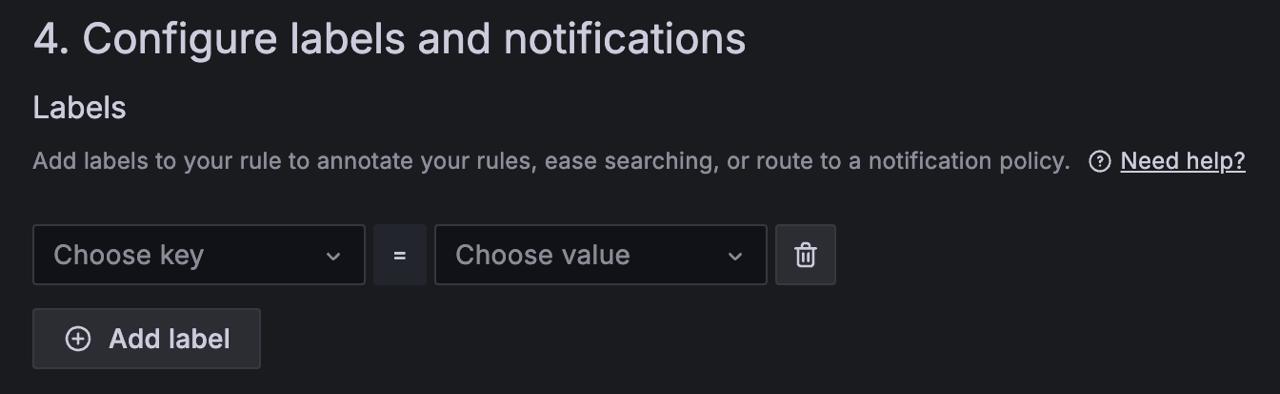 4. Configure labels and notifications
Labels
Add labels to your rule to annotate your rules, ease searching, or route to a notification policy. Need help?
Choose key = Choose value
Add label